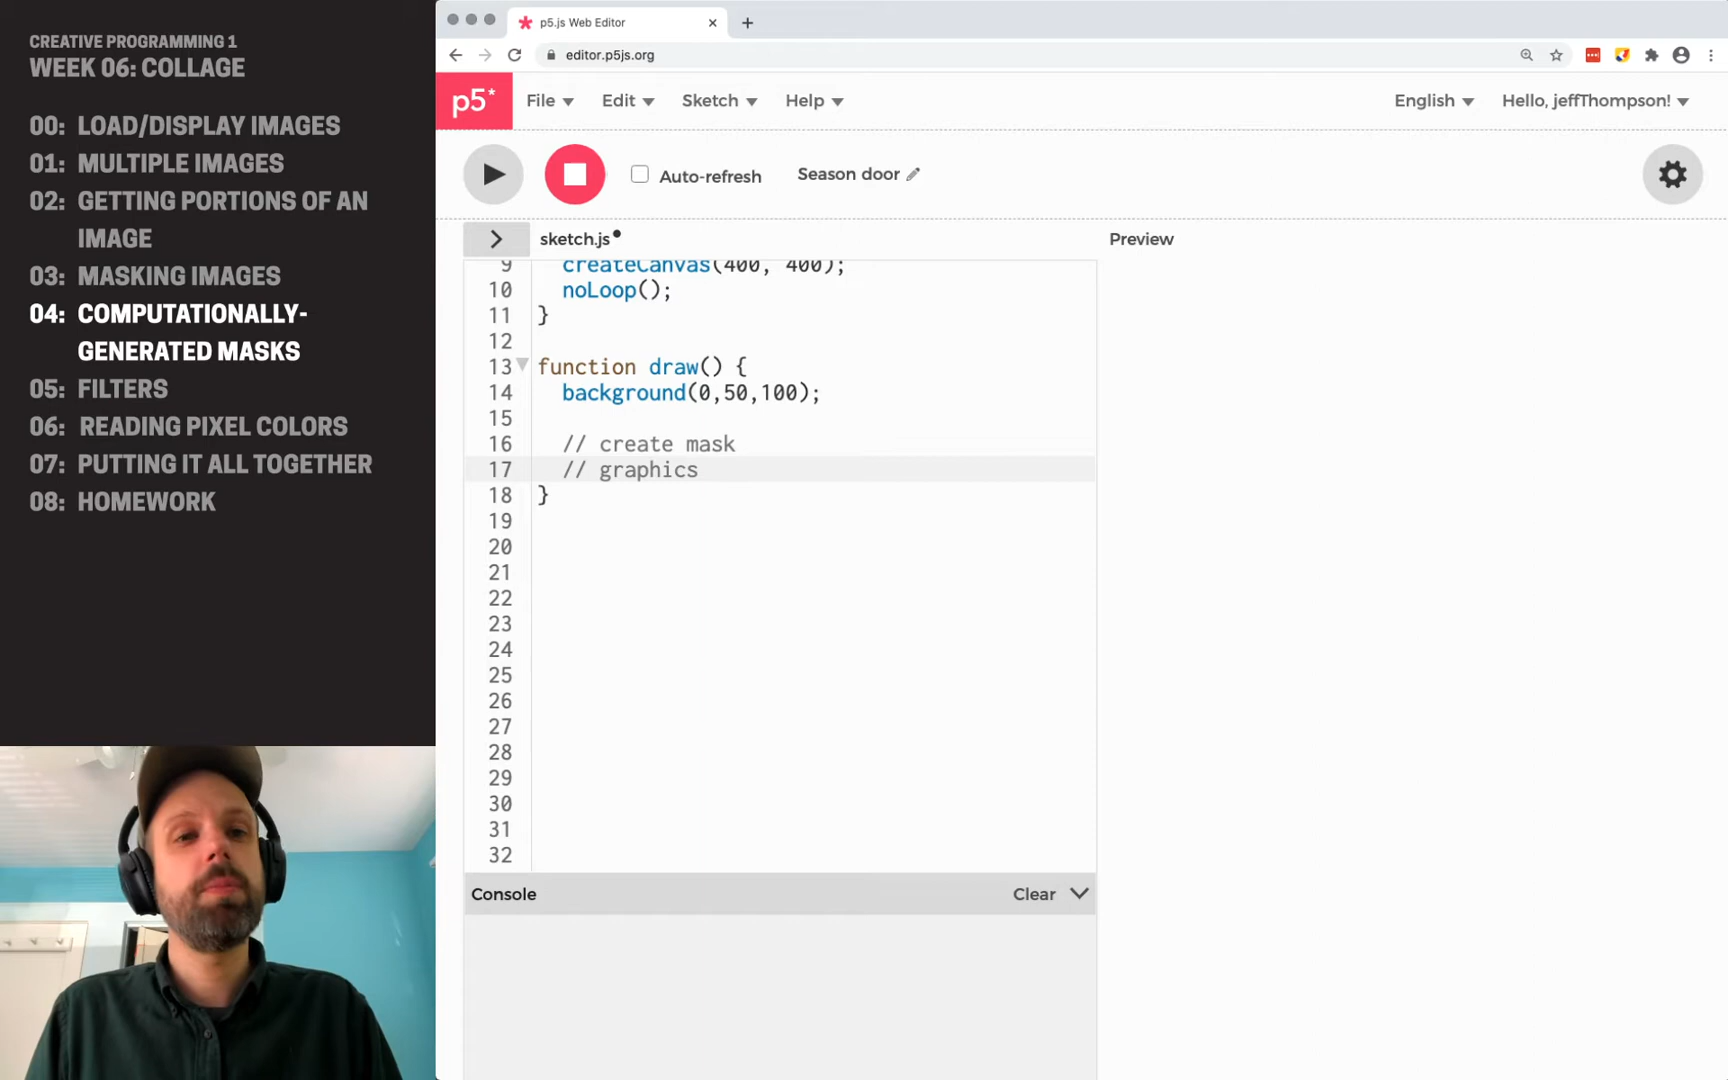 CREATIVE PROGRAMMING 1
WEEK 06: COLLAGE
00: LOAD/DISPLAY IMAGES
01: MULTIPLE IMAGES
02: GETTING PORTIONS OF AN
IMAGE
03: MASKING IMAGES
04: COMPUTATIONALLY-
GENERATED MASKS
05: FILTERS
06: READING PIXEL COLORS
07: PUTTING IT ALL TOGETHER
08: HOMEWORK
p5.js Web Editor
editor.p5js.org
p5* File Edit Sketch Help English Hello, jeffThompson!
Auto-refresh Season door
sketch.js Preview
9 createCanvas(400, 400);
10 noLoop();
11 }
12
13 function draw() {
14 background(0,50,100);
15
16 // create mask
17 // graphics
18 }
19
20
21
22
23
24
25
26
27
28
29
30
31
32
Console Clear